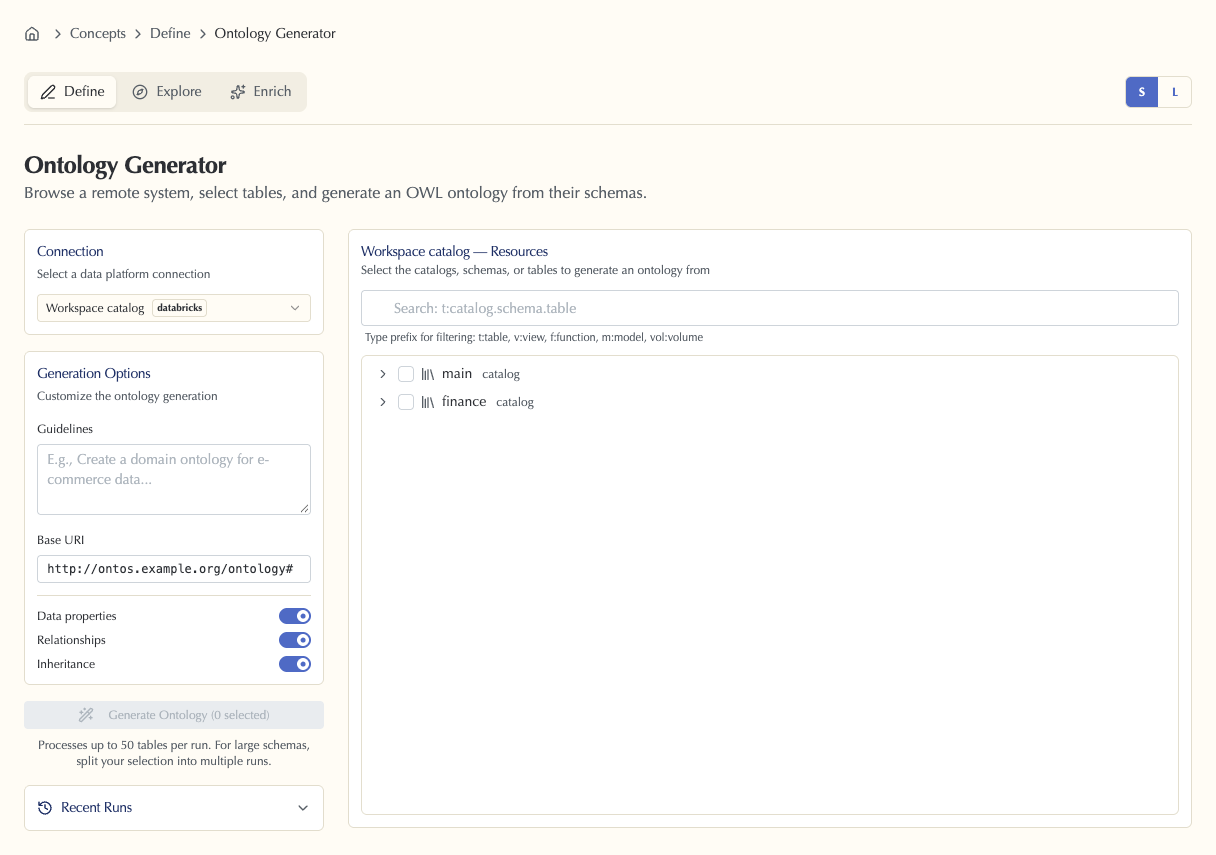 Concepts > Define > Ontology Generator
Define Explore Enrich
S L
Ontology Generator
Browse a remote system, select tables, and generate an OWL ontology from their schemas.
Connection
Select a data platform connection
Workspace catalog databricks
Generation Options
Customize the ontology generation
Guidelines
E.g., Create a domain ontology for e-
commerce data...
Base URI
http://ontos.example.org/ontology#
Data properties
Relationships
Inheritance
Generate Ontology (0 selected)
Processes up to 50 tables per run. For large schemas,
split your selection into multiple runs.
Recent Runs
Workspace catalog — Resources
Select the catalogs, schemas, or tables to generate an ontology from
Search: t:catalog.schema.table
Type prefix for filtering: t:table, v:view, f:function, m:model, vol:volume
main catalog
finance catalog